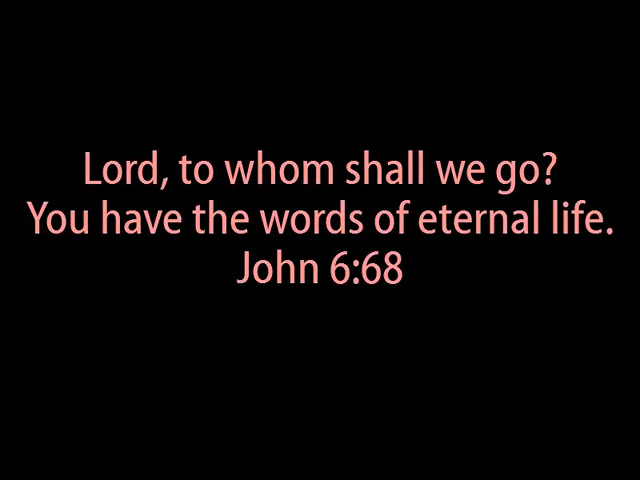 Lord, to whom shall we go?
You have the words of eternal life.
John 6:68